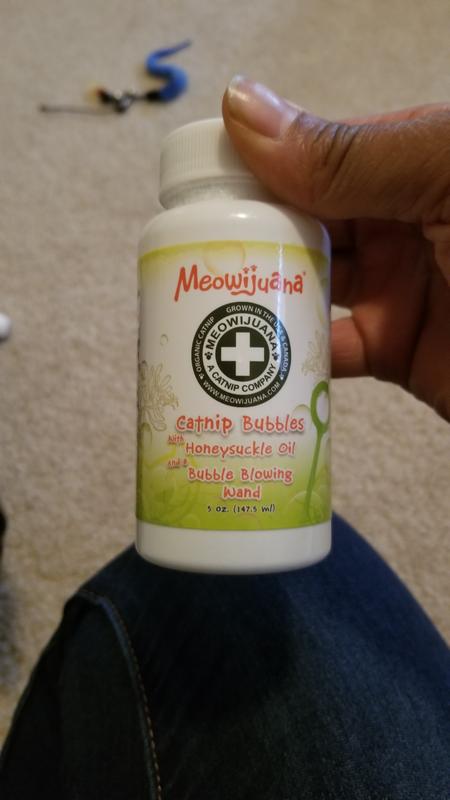 Meowijuana
GROWN IN THE USA & CANADA
ORGANIC CATNIP
MEOWIJUANA
A CATNIP COMPANY
WWW.MEOWIJUANA.COM
Catnip Bubbles
With Honeysuckle Oil
and a Bubble Blowing
Wand
5 oz. (147.5 ml)